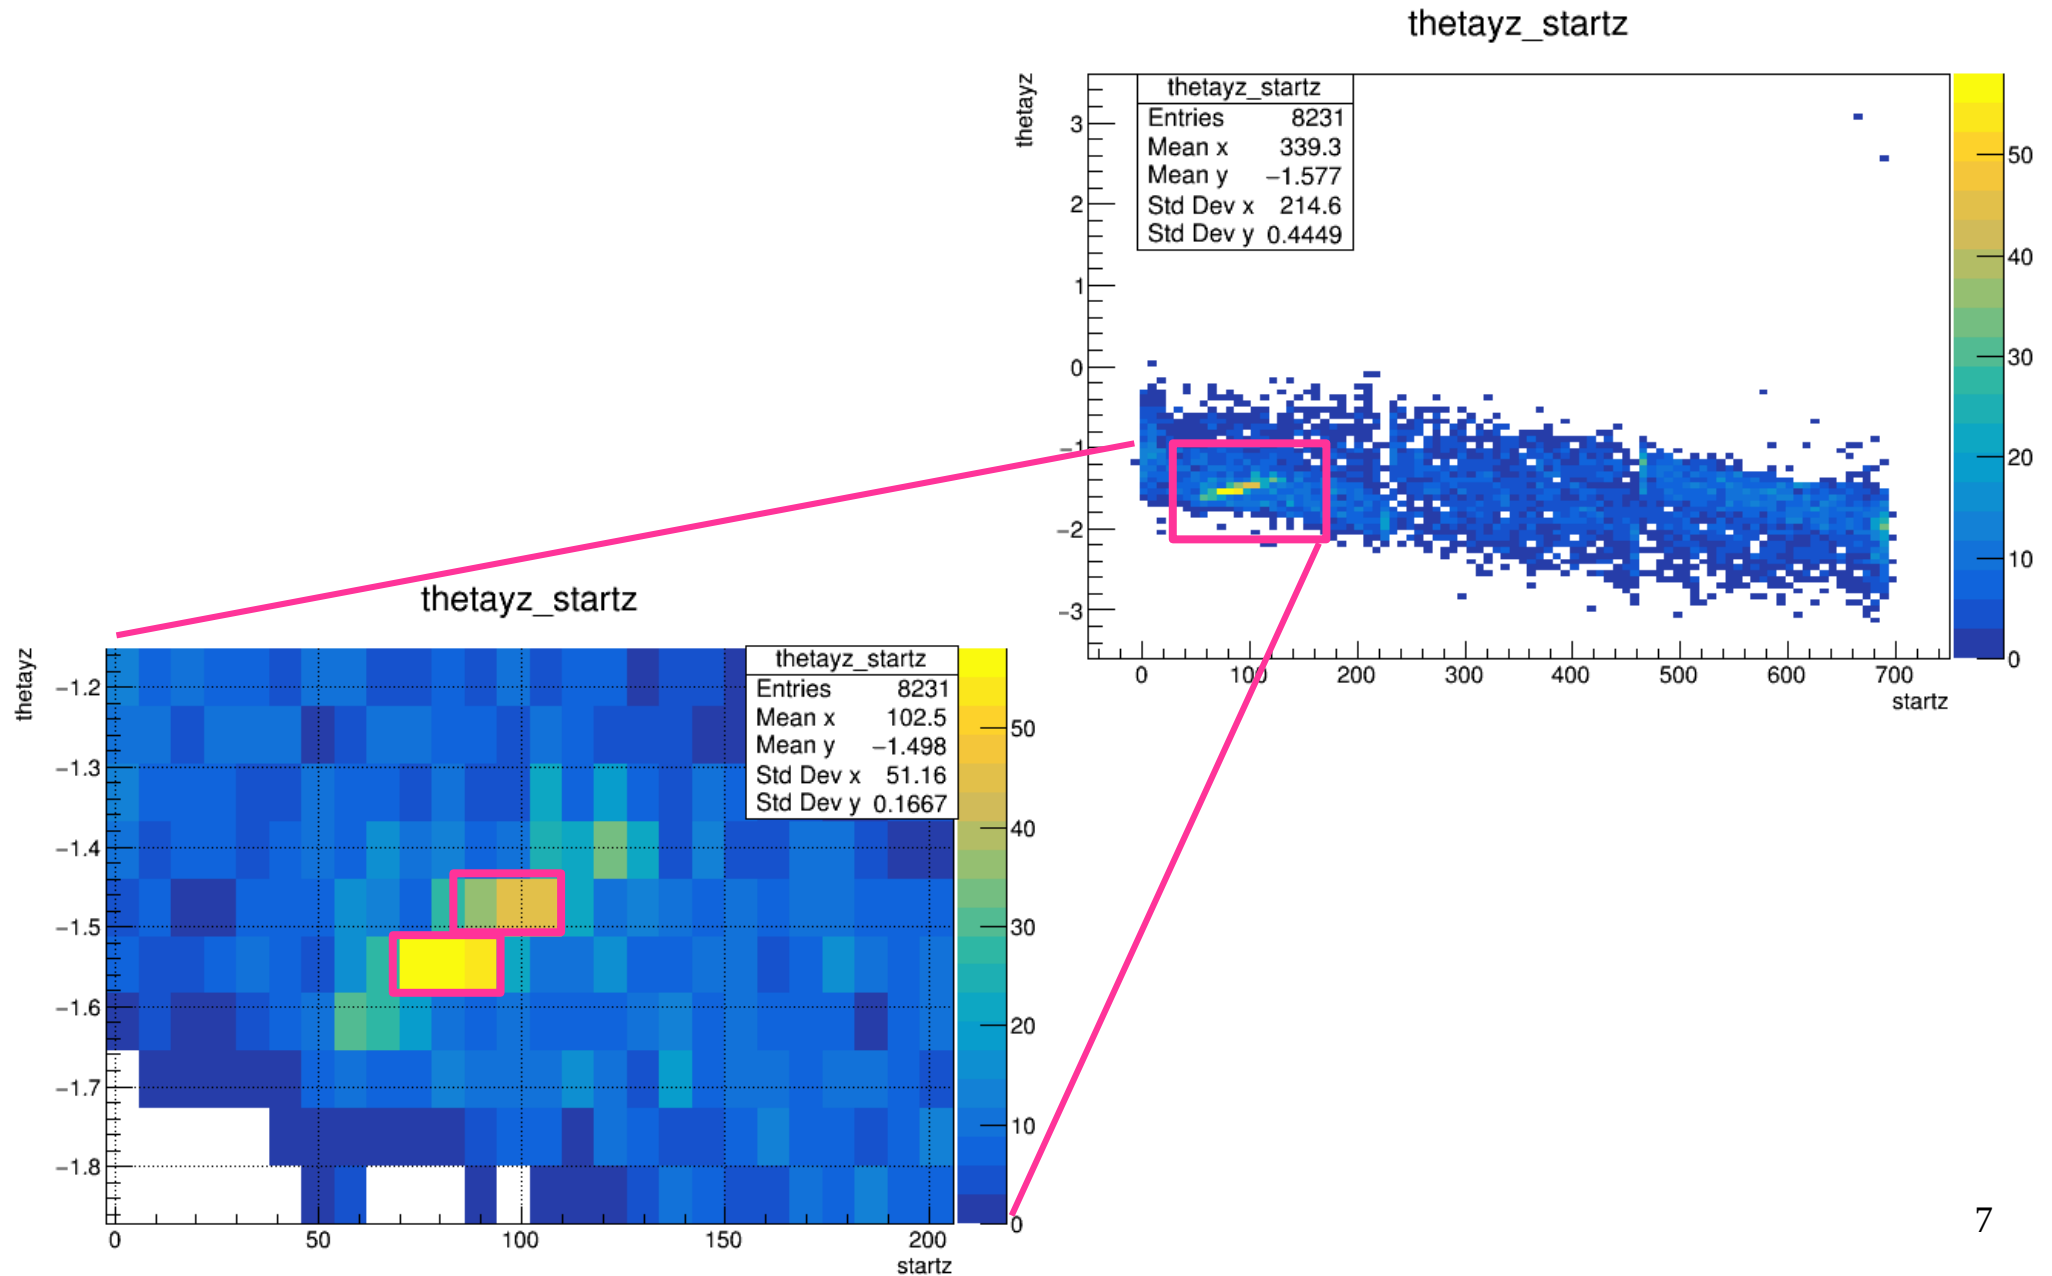 thetayz_startz
thetayz
thetayz_startz
Entries 8231
Mean x 339.3
Mean y −1.577
Std Dev x 214.6
Std Dev y 0.4449
3
2
1
0
−1
−2
−3
0 100 200 300 400 500 600 700
startz
50
40
30
20
10
0
thetayz_startz
thetayz
thetayz_startz
Entries 8231
Mean x 102.5
Mean y −1.498
Std Dev x 51.16
Std Dev y 0.1667
−1.2
−1.3
−1.4
−1.5
−1.6
−1.7
−1.8
0 50 100 150 200
startz
50
40
30
20
10
0
7